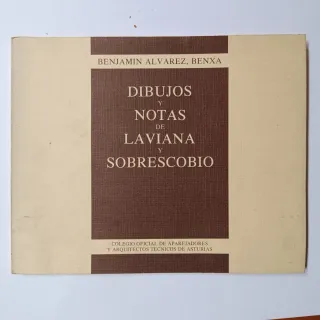 BENJAMIN ALVAREZ, BENXA
DIBUJOS
Y
NOTAS
DE
LAVIANA
Y
SOBRESCOBIO
COLEGIO OFICIAL DE APAREJADORES
Y ARQUITECTOS TECNICOS DE ASTURIAS